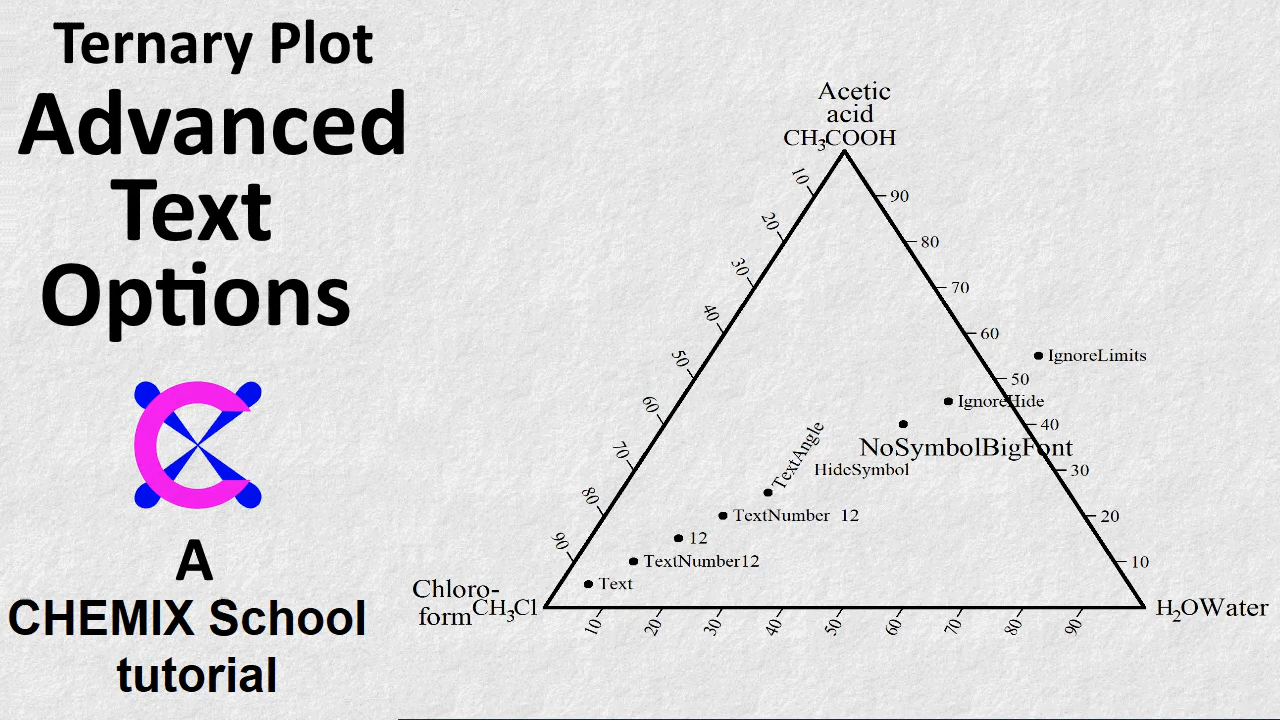 Ternary Plot
Advanced
Text
Options
A
CHEMIX School
tutorial
Acetic
acid
CH₃COOH
10
20
30
40
50
60
70
80
90
90
80
70
60
50
40
30
20
10
IgnoreLimits
IgnoreHide
NoSymbolBigFont
HideSymbol
TextAngle
TextNumber 12
12
TextNumber12
Text
Chloro-
form
CH₃Cl
H₂O Water
10
20
30
40
50
60
70
80
90